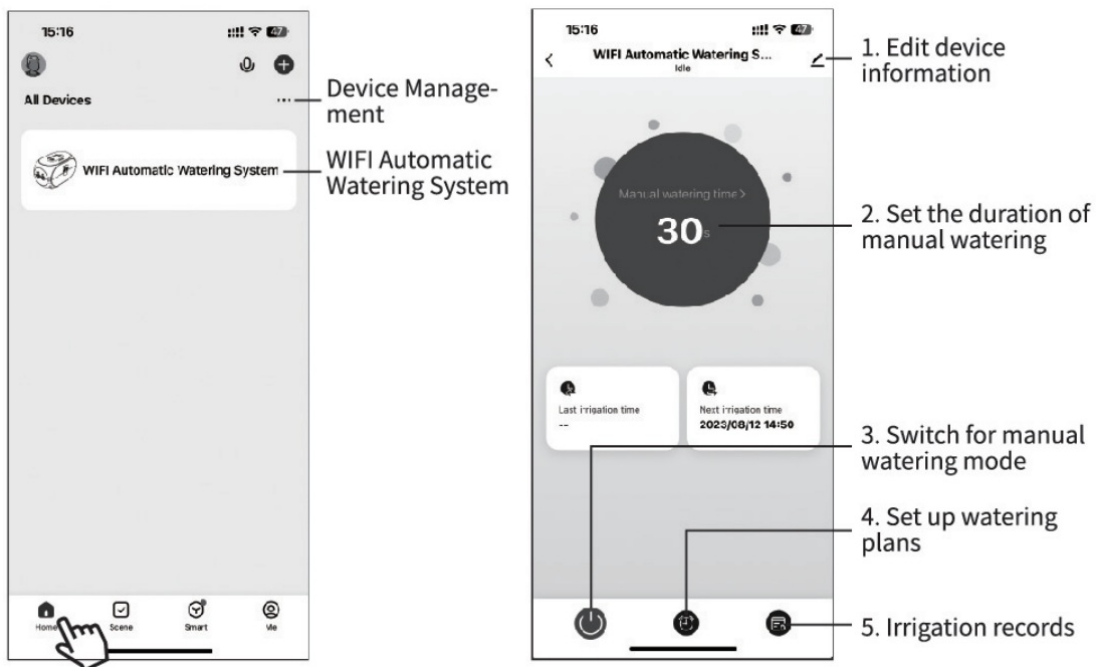 15:16
47
All Devices
WIFI Automatic Watering System
Home
Scene
Smart
Me
Device Manage-
ment
WIFI Automatic
Watering System
15:16
47
WIFI Automatic Watering S...
Idle
Manual watering time >
30s
Last irrigation time
--
Next irrigation time
2023/08/12 14:50
1. Edit device
information
2. Set the duration of
manual watering
3. Switch for manual
watering mode
4. Set up watering
plans
5. Irrigation records